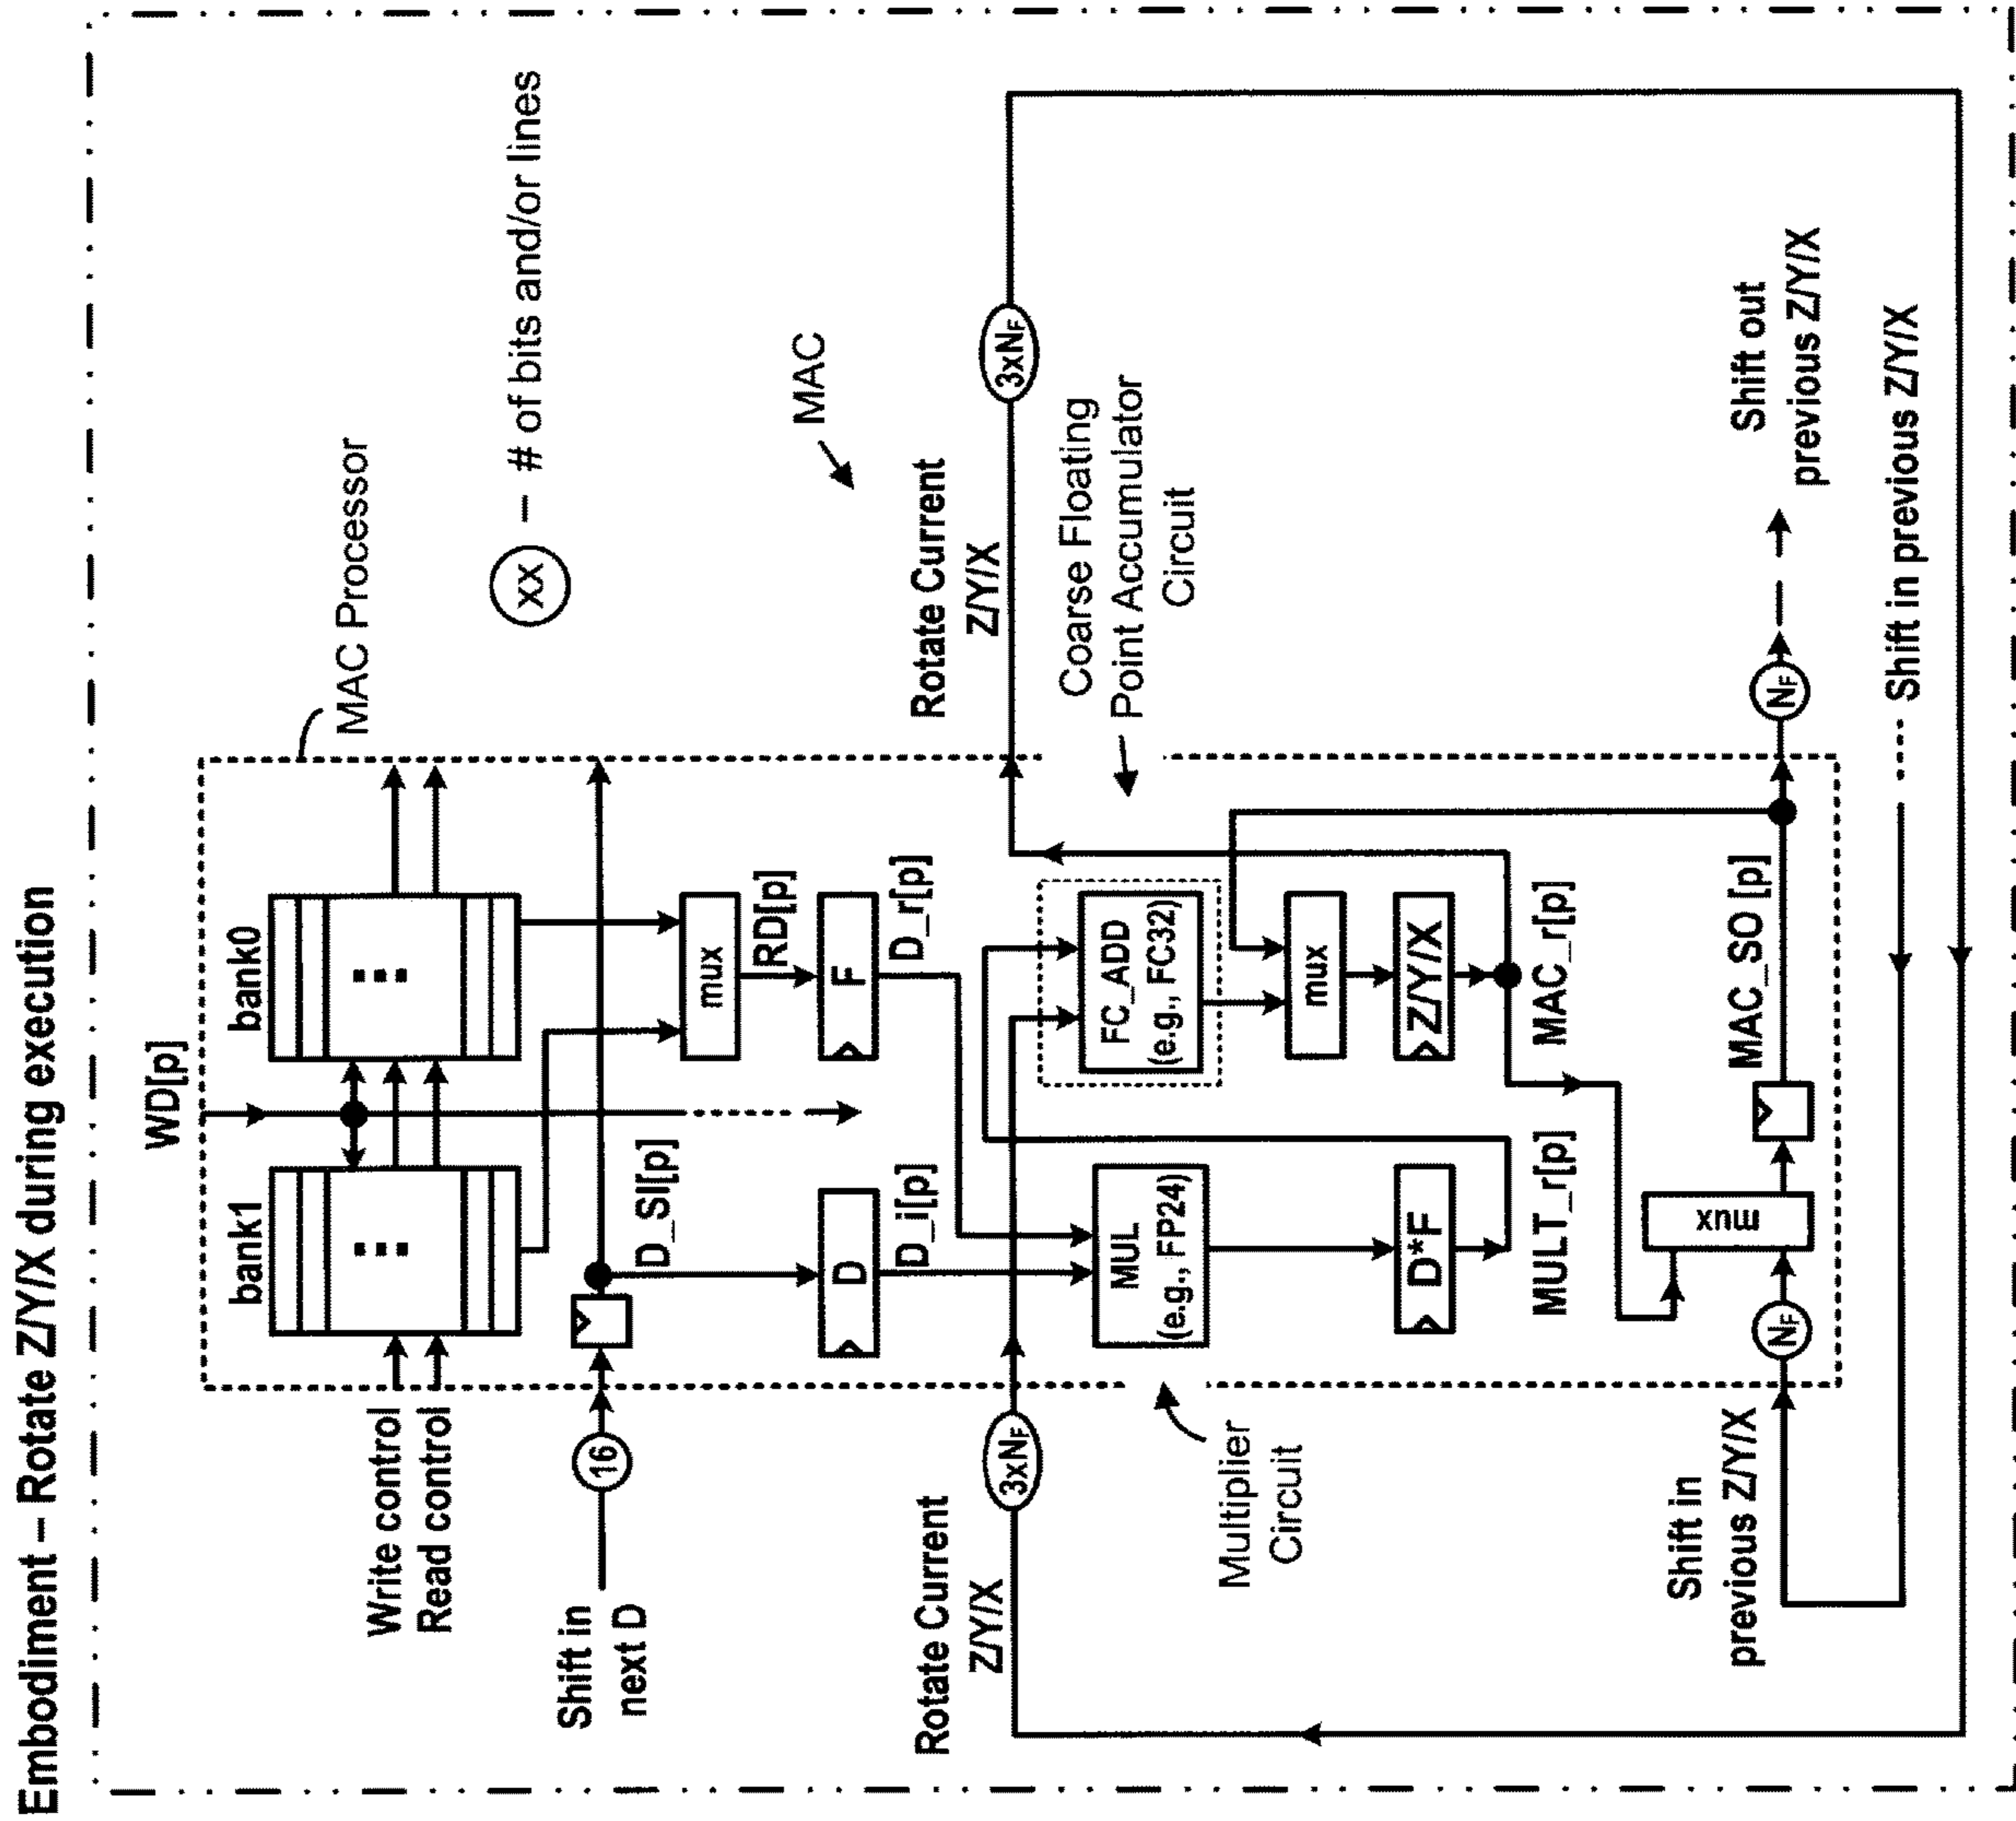 Embodiment – Rotate Z/Y/X during execution
WD[p]
bank1
bank0
MAC Processor
Write control
Read control
xx – # of bits and/or lines
Shift in
next D
16
D_SI[p]
mux
RD[p]
D
F
D_i[p]
D_r[p]
MAC
Rotate Current
Z/Y/X
3xNF
Rotate Current
Z/Y/X
3xNF
MUL
(e.g., FP24)
FC_ADD
(e.g., FC32)
Coarse Floating
Point Accumulator
Circuit
Multiplier
Circuit
mux
D*F
Z/Y/X
MULT_r[p]
MAC_r[p]
Shift in
previous Z/Y/X
NF
mux
MAC_SO [p]
NF
Shift out
previous Z/Y/X
Shift in previous Z/Y/X